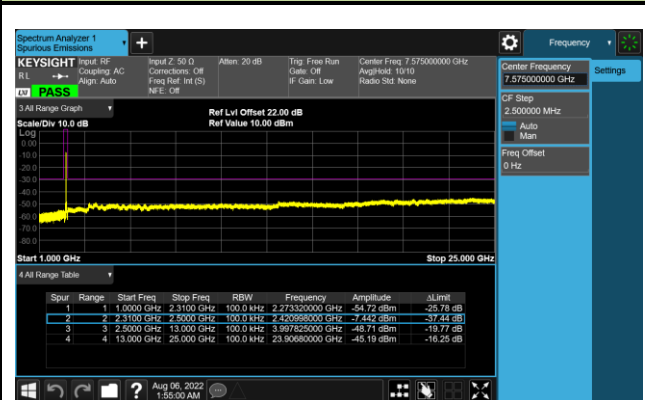 Spectrum Analyzer 1
Spurious Emissions
Frequency
KEYSIGHT Input: RF Input Z: 50 Ω Atten: 20 dB Trig: Free Run Center Freq: 7.575000000 GHz
RL Coupling: AC Corrections: Off Gate: Off Avg|Hold: 10/10
Align: Auto Freq Ref: Int (S) IF Gain: Low Radio Std: None
LXI PASS NFE: Off
Center Frequency
7.575000000 GHz
Settings
CF Step
2.500000 MHz
Auto
Man
Freq Offset
0 Hz
3 All Range Graph
Ref Lvl Offset 22.00 dB
Scale/Div 10.0 dB Ref Value 10.00 dBm
Log
0.00
-10.0
-20.0
-30.0
-40.0
-50.0
-60.0
-70.0
-80.0
Start 1.000 GHz Stop 25.000 GHz
4 All Range Table
Spur Range Start Freq Stop Freq RBW Frequency Amplitude ΔLimit
1 1 1.0000 GHz 2.3100 GHz 100.0 kHz 2.273320000 GHz -54.72 dBm -25.78 dB
2 2 2.3100 GHz 2.5000 GHz 100.0 kHz 2.420998000 GHz -7.442 dBm -37.44 dB
3 3 2.5000 GHz 13.000 GHz 100.0 kHz 3.997825000 GHz -48.71 dBm -19.77 dB
4 4 13.000 GHz 25.000 GHz 100.0 kHz 23.90680000 GHz -45.19 dBm -16.25 dB
Aug 06, 2022
1:55:00 AM